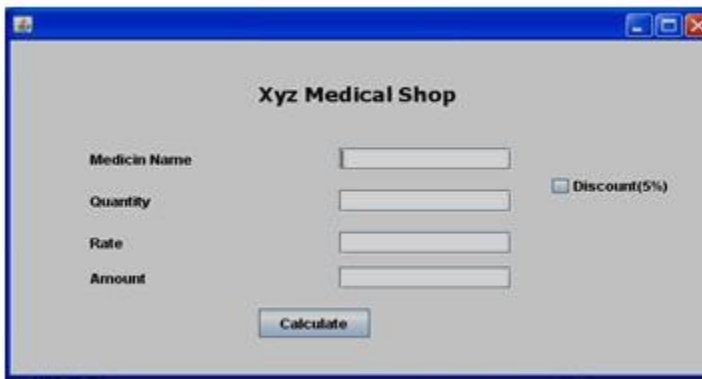 Xyz Medical Shop
Medicin Name
Discount(5%)
Quantity
Rate
Amount
Calculate